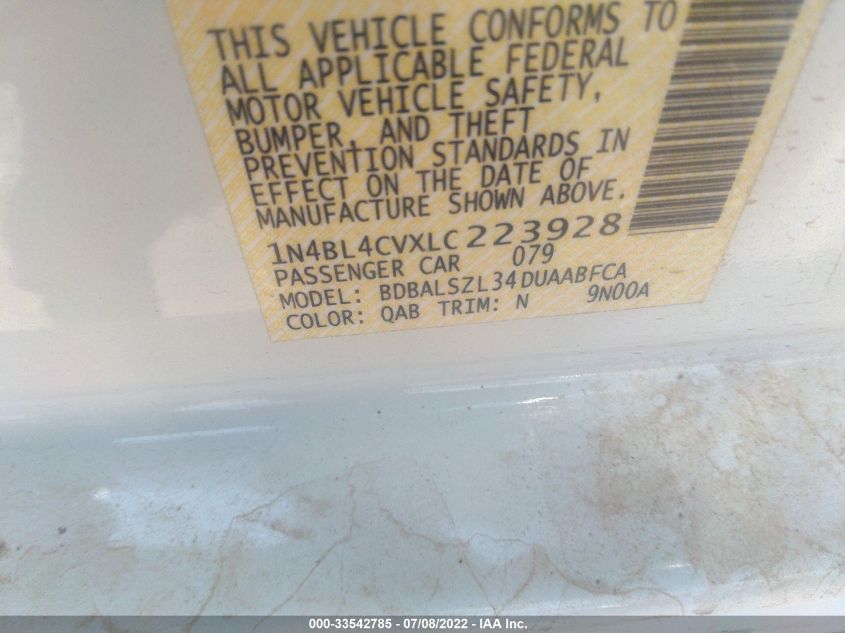 THIS VEHICLE CONFORMS TO
ALL APPLICABLE FEDERAL
MOTOR VEHICLE SAFETY,
BUMPER, AND THEFT
PREVENTION STANDARDS IN
EFFECT ON THE DATE OF
MANUFACTURE SHOWN ABOVE.
1N4BL4CVXLC223928
PASSENGER CAR 079
MODEL: BDBALSZL34DUAABFCA
COLOR: QAB TRIM: N 9N00A
000-33542785 - 07/08/2022 - IAA Inc.